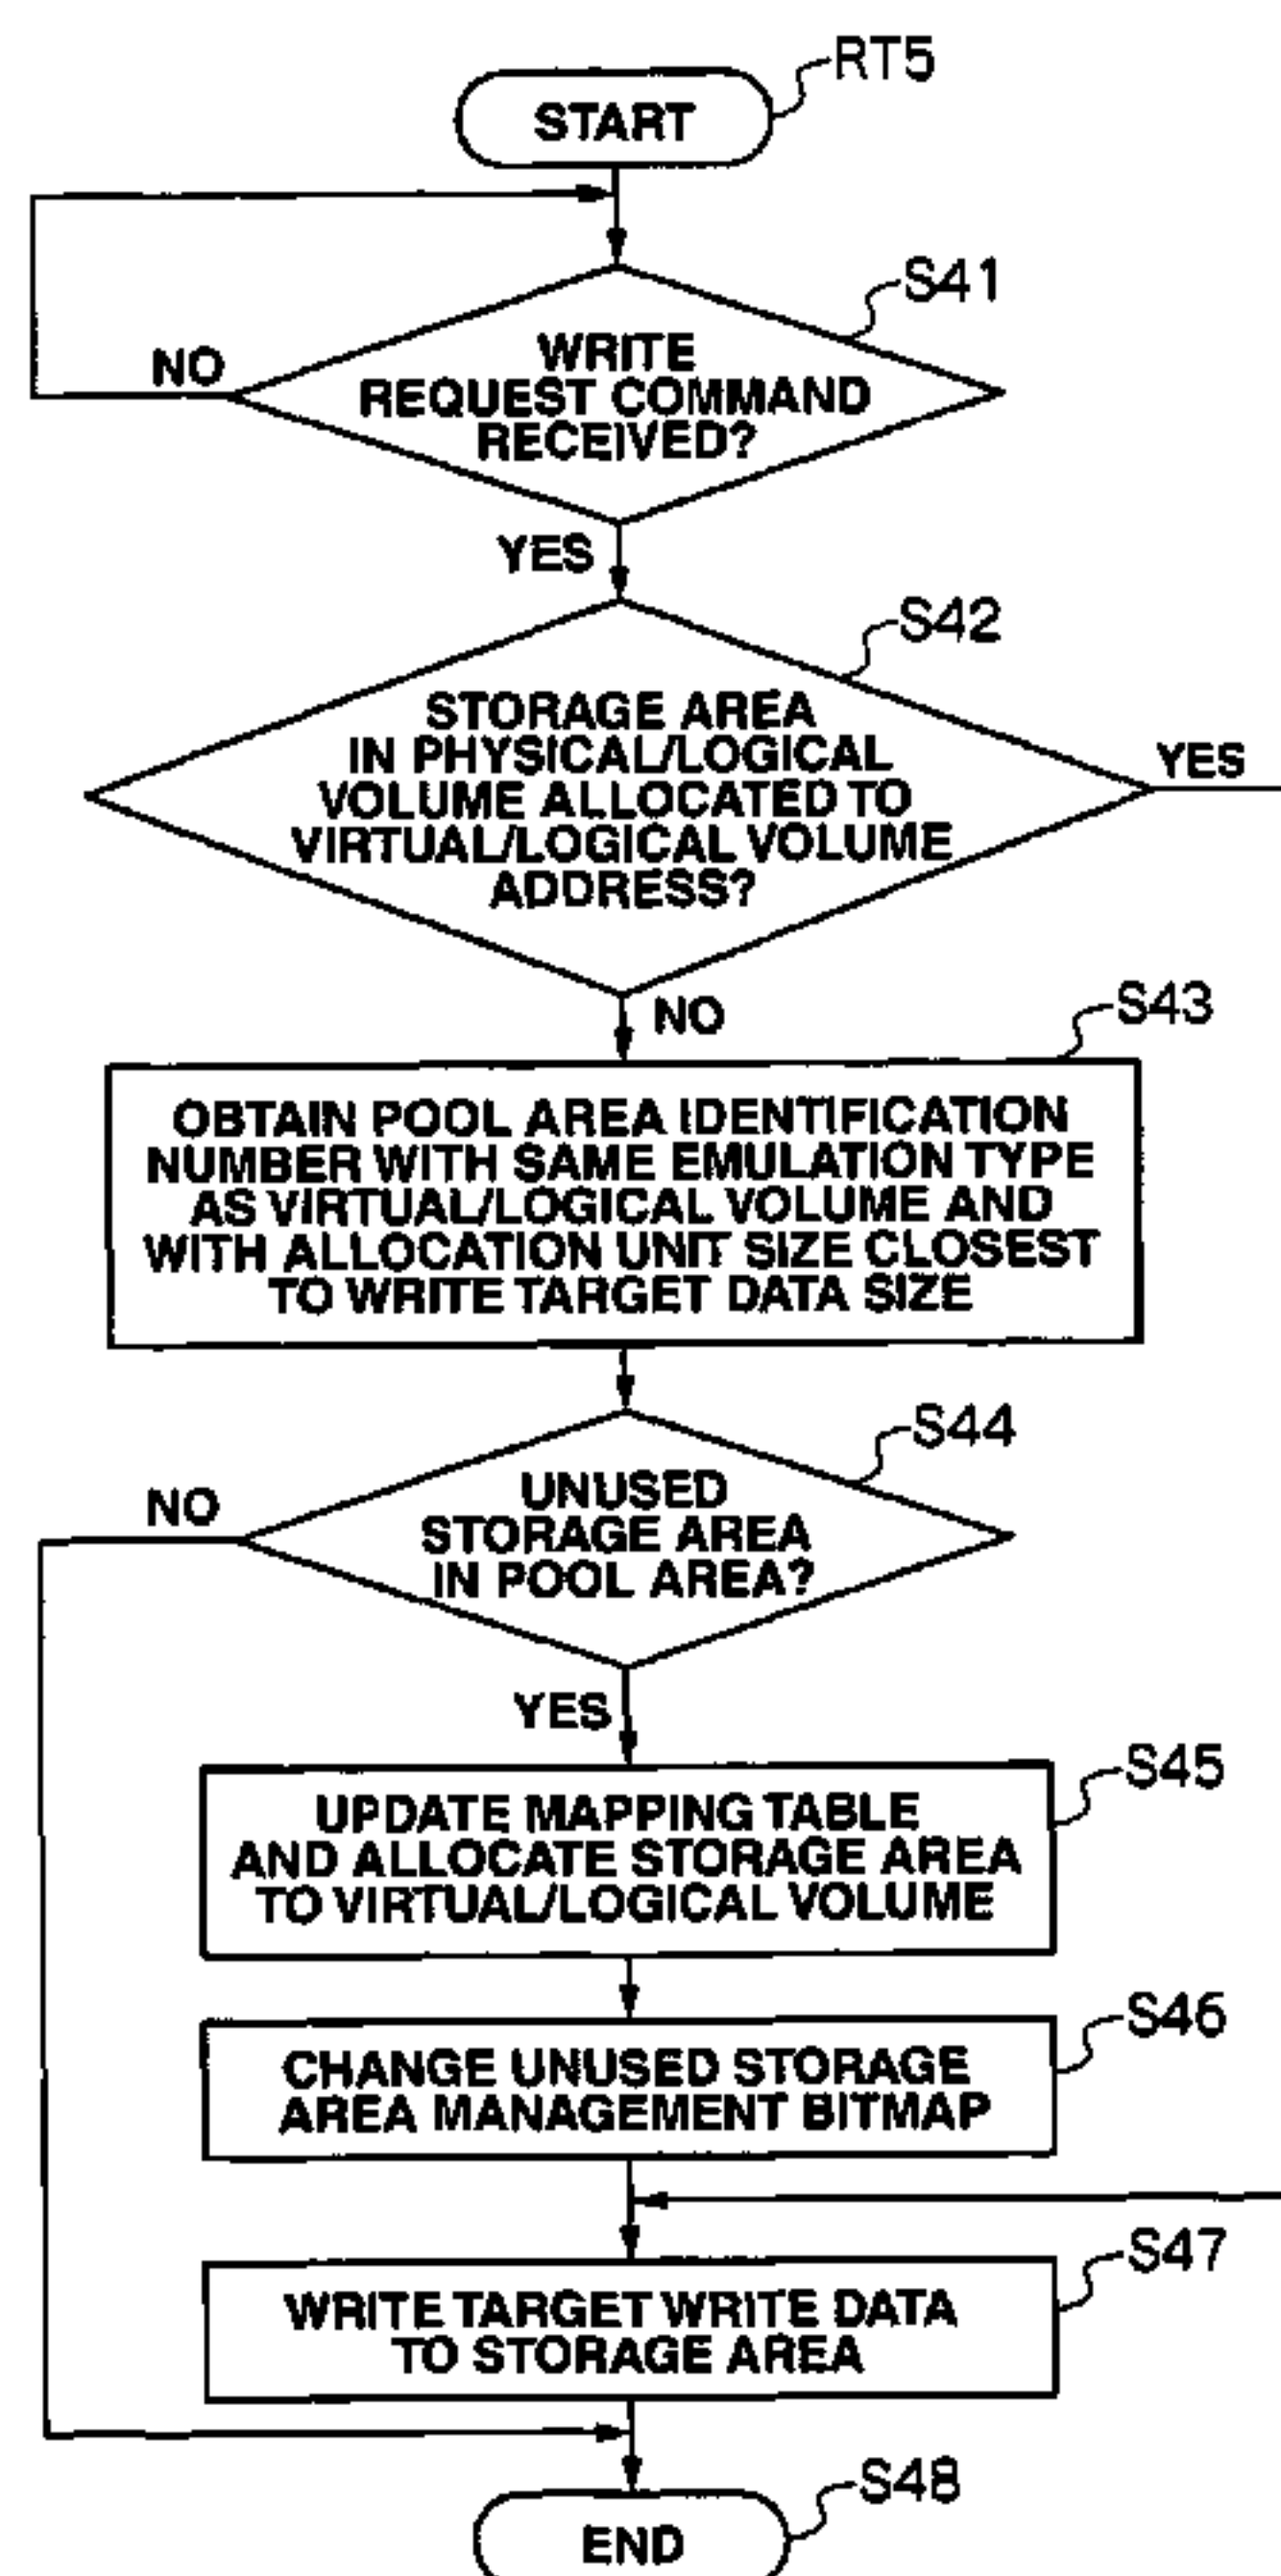 RT5
START
S41
NO
WRITE
REQUEST COMMAND
RECEIVED?
YES
S42
STORAGE AREA
IN PHYSICAL/LOGICAL
VOLUME ALLOCATED TO
VIRTUAL/LOGICAL VOLUME
ADDRESS?
YES
NO
S43
OBTAIN POOL AREA IDENTIFICATION
NUMBER WITH SAME EMULATION TYPE
AS VIRTUAL/LOGICAL VOLUME AND
WITH ALLOCATION UNIT SIZE CLOSEST
TO WRITE TARGET DATA SIZE
S44
NO
UNUSED
STORAGE AREA
IN POOL AREA?
YES
S45
UPDATE MAPPING TABLE
AND ALLOCATE STORAGE AREA
TO VIRTUAL/LOGICAL VOLUME
S46
CHANGE UNUSED STORAGE
AREA MANAGEMENT BITMAP
S47
WRITE TARGET WRITE DATA
TO STORAGE AREA
S48
END